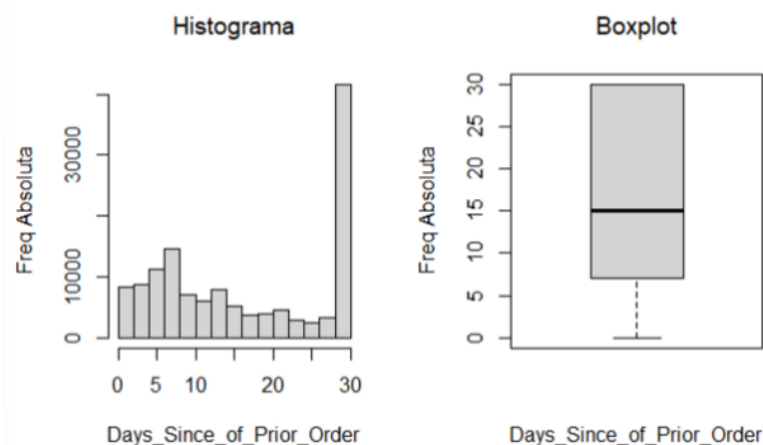 Histograma
Freq Absoluta
30000
10000
0
0
5
10
20
30
Days_Since_of_Prior_Order
Boxplot
Freq Absoluta
30
25
20
15
10
5
0
Days_Since_of_Prior_Order